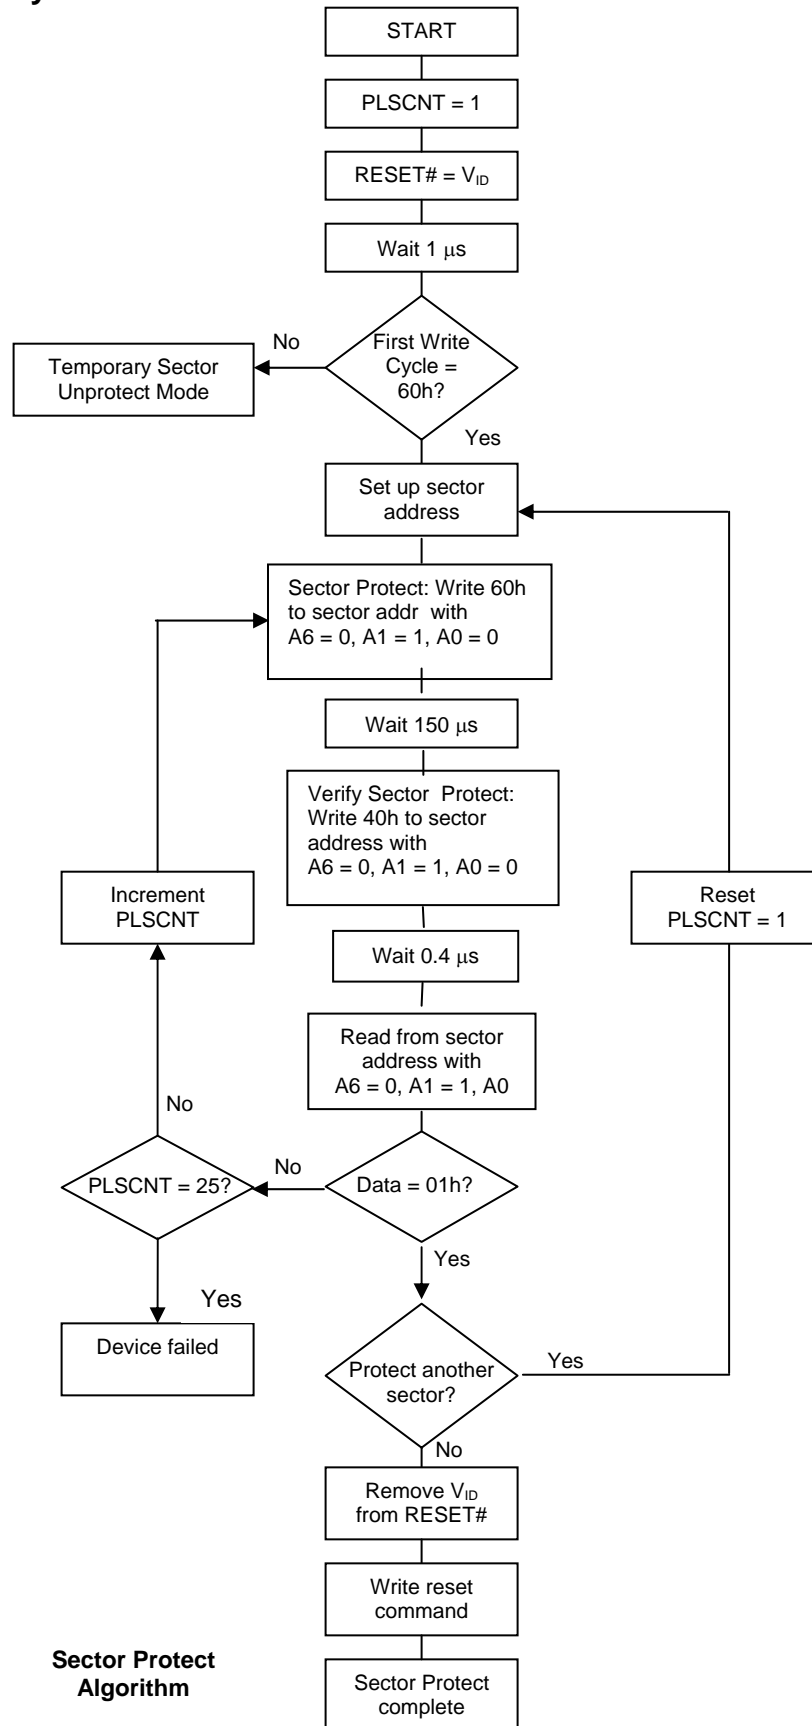 START
PLSCNT = 1
RESET# = VID
Wait 1 µs
First Write
Cycle =
60h?
No
Temporary Sector
Unprotect Mode
Yes
Set up sector
address
Sector Protect: Write 60h
to sector addr with
A6 = 0, A1 = 1, A0 = 0
Wait 150 µs
Verify Sector Protect:
Write 40h to sector
address with
A6 = 0, A1 = 1, A0 = 0
Increment
PLSCNT
Reset
PLSCNT = 1
Wait 0.4 µs
Read from sector
address with
A6 = 0, A1 = 1, A0
No
PLSCNT = 25?
No
Data = 01h?
Yes
Yes
Device failed
Protect another
sector?
Yes
No
Remove VID
from RESET#
Write reset
command
Sector Protect
Algorithm
Sector Protect
complete